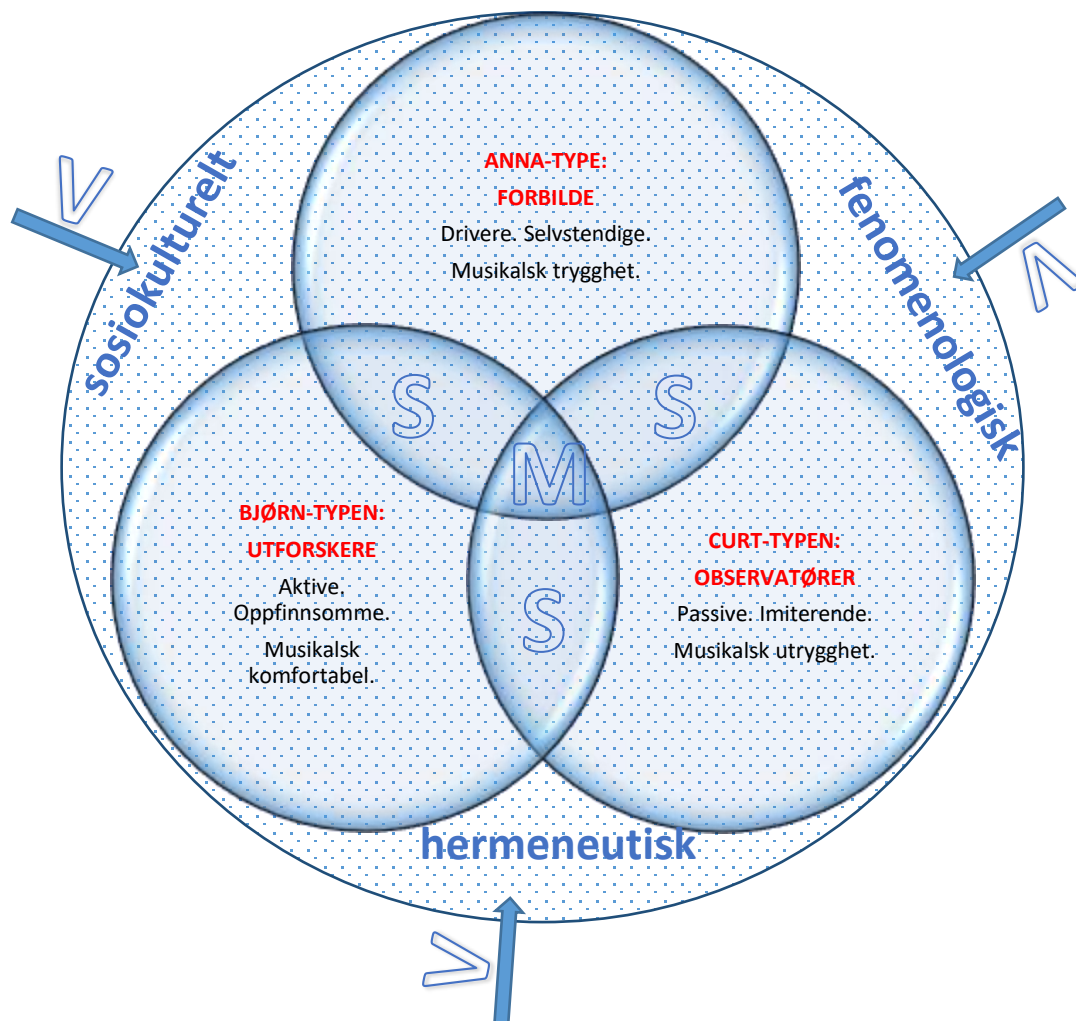 V
sosiokulturelt
fenomenologisk
V
ANNA-TYPE:
FORBILDE
Drivere. Selvstendige.
Musikalsk trygghet.
S
S
M
BJØRN-TYPEN:
UTFORSKERE
Aktive.
Oppfinnsomme.
Musikalsk
komfortabel.
S
CURT-TYPEN:
OBSERVATØRER
Passive. Imiterende.
Musikalsk utrygghet.
hermeneutisk
V